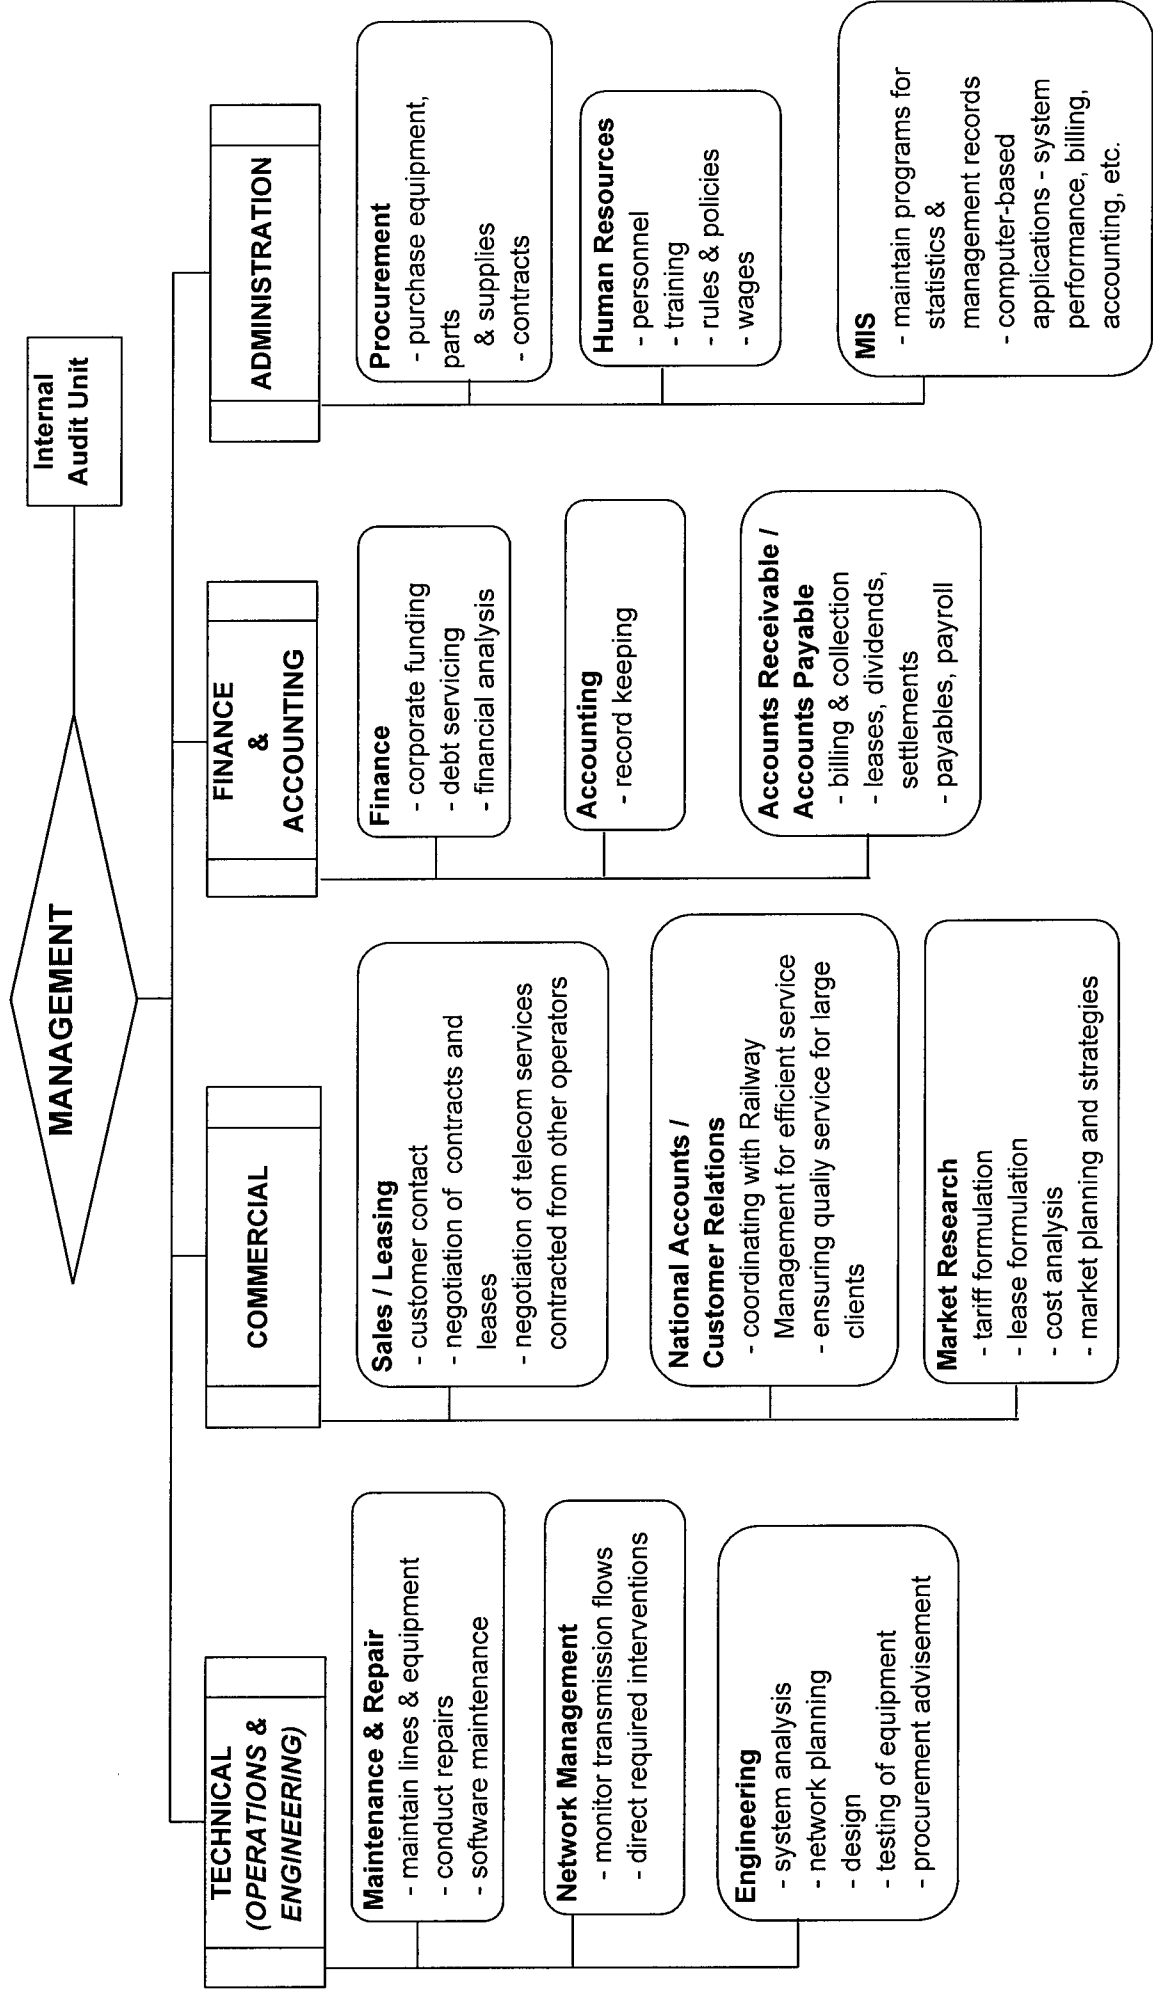 MANAGEMENT
Internal
Audit Unit
TECHNICAL
(OPERATIONS &
ENGINEERING)
Maintenance & Repair
- maintain lines & equipment
- conduct repairs
- software maintenance
Network Management
- monitor transmission flows
- direct required interventions
Engineering
- system analysis
- network planning
- design
- testing of equipment
- procurement advisement
COMMERCIAL
Sales / Leasing
- customer contact
- negotiation of contracts and
leases
- negotiation of telecom services
contracted from other operators
National Accounts /
Customer Relations
- coordinating with Railway
Management for efficient service
- ensuring qualiy service for large
clients
Market Research
- tariff formulation
- lease formulation
- cost analysis
- market planning and strategies
FINANCE
&
ACCOUNTING
Finance
- corporate funding
- debt servicing
- financial analysis
Accounting
- record keeping
Accounts Receivable /
Accounts Payable
- billing & collection
- leases, dividends,
settlements
- payables, payroll
ADMINISTRATION
Procurement
- purchase equipment,
parts
& supplies
- contracts
Human Resources
- personnel
- training
- rules & policies
- wages
MIS
- maintain programs for
statistics &
management records
- computer-based
applications - system
performance, billing,
accounting, etc.